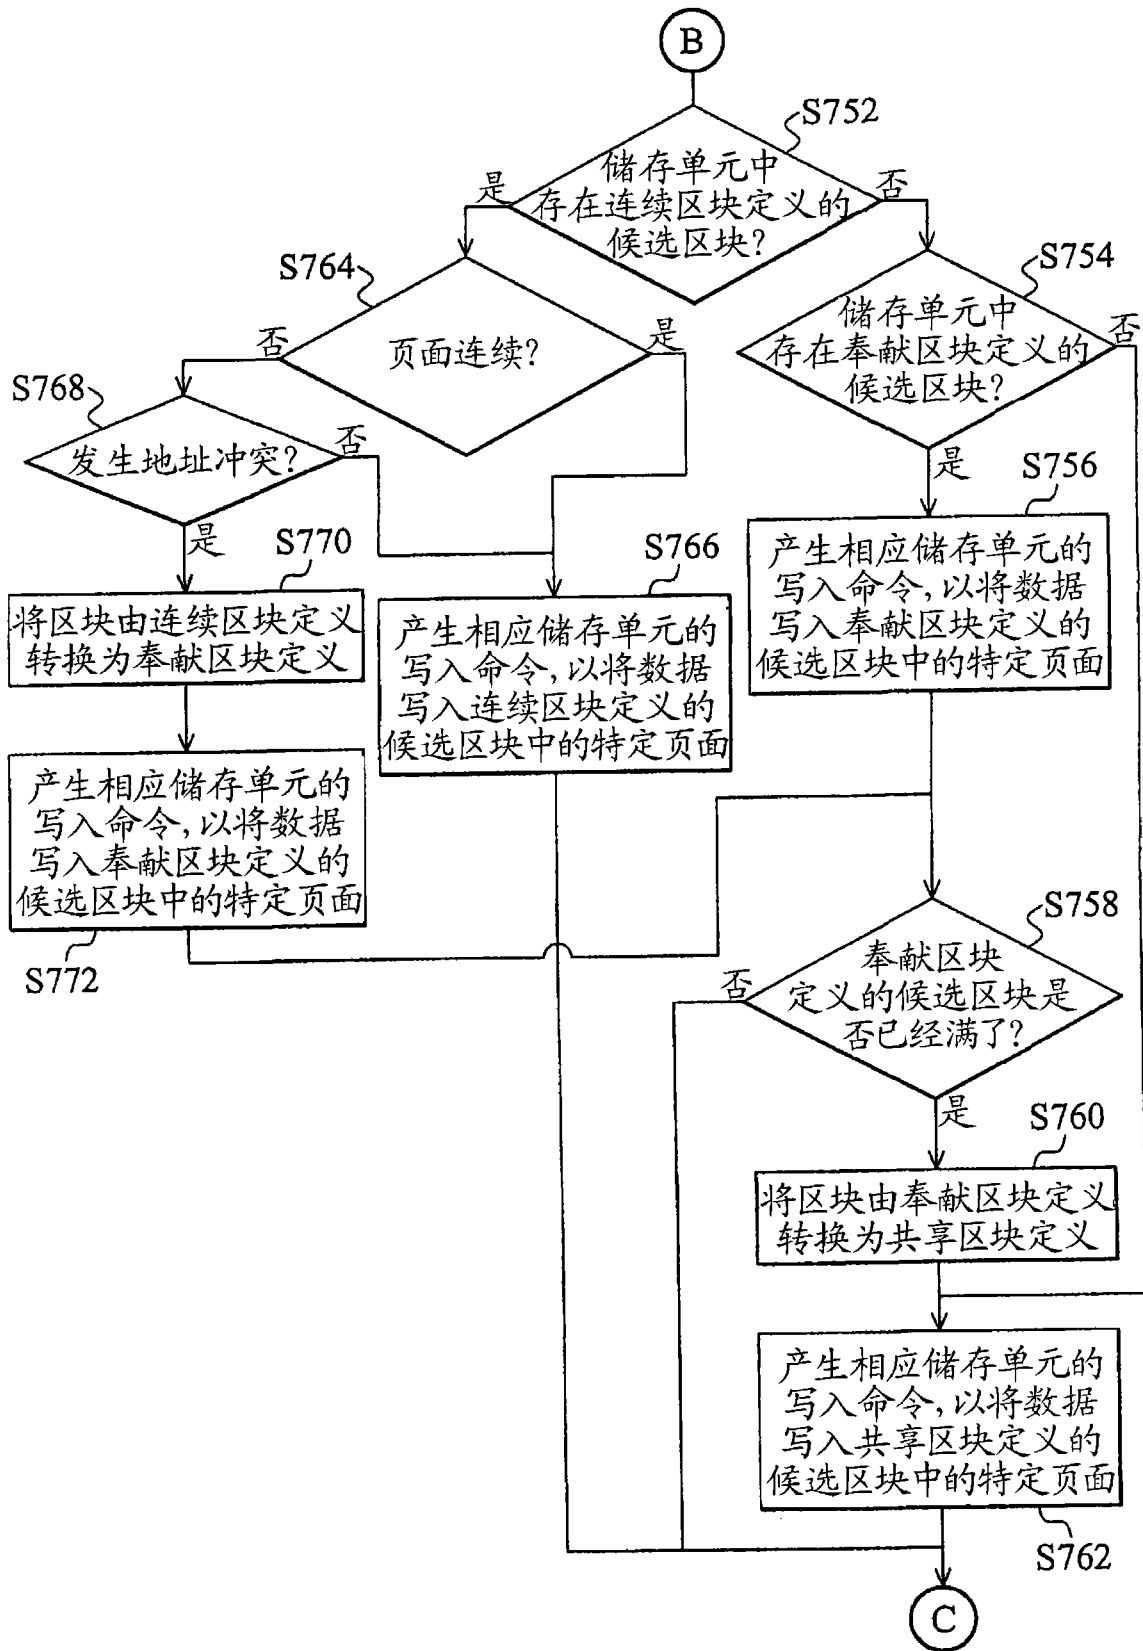 B
S752
储存单元中
存在连续区块定义的
候选区块?
是
否
S764
页面连续?
否
是
S754
储存单元中
存在奉献区块定义的
候选区块?
否
是
S768
发生地址冲突?
否
是
S770
将区块由连续区块定义
转换为奉献区块定义
S766
产生相应储存单元的
写入命令,以将数据
写入连续区块定义的
候选区块中的特定页面
S756
产生相应储存单元的
写入命令,以将数据
写入奉献区块定义的
候选区块中的特定页面
产生相应储存单元的
写入命令,以将数据
写入奉献区块定义的
候选区块中的特定页面
S772
S758
奉献区块
定义的候选区块是
否已经满了?
否
是
S760
将区块由奉献区块定义
转换为共享区块定义
产生相应储存单元的
写入命令,以将数据
写入共享区块定义的
候选区块中的特定页面
S762
C